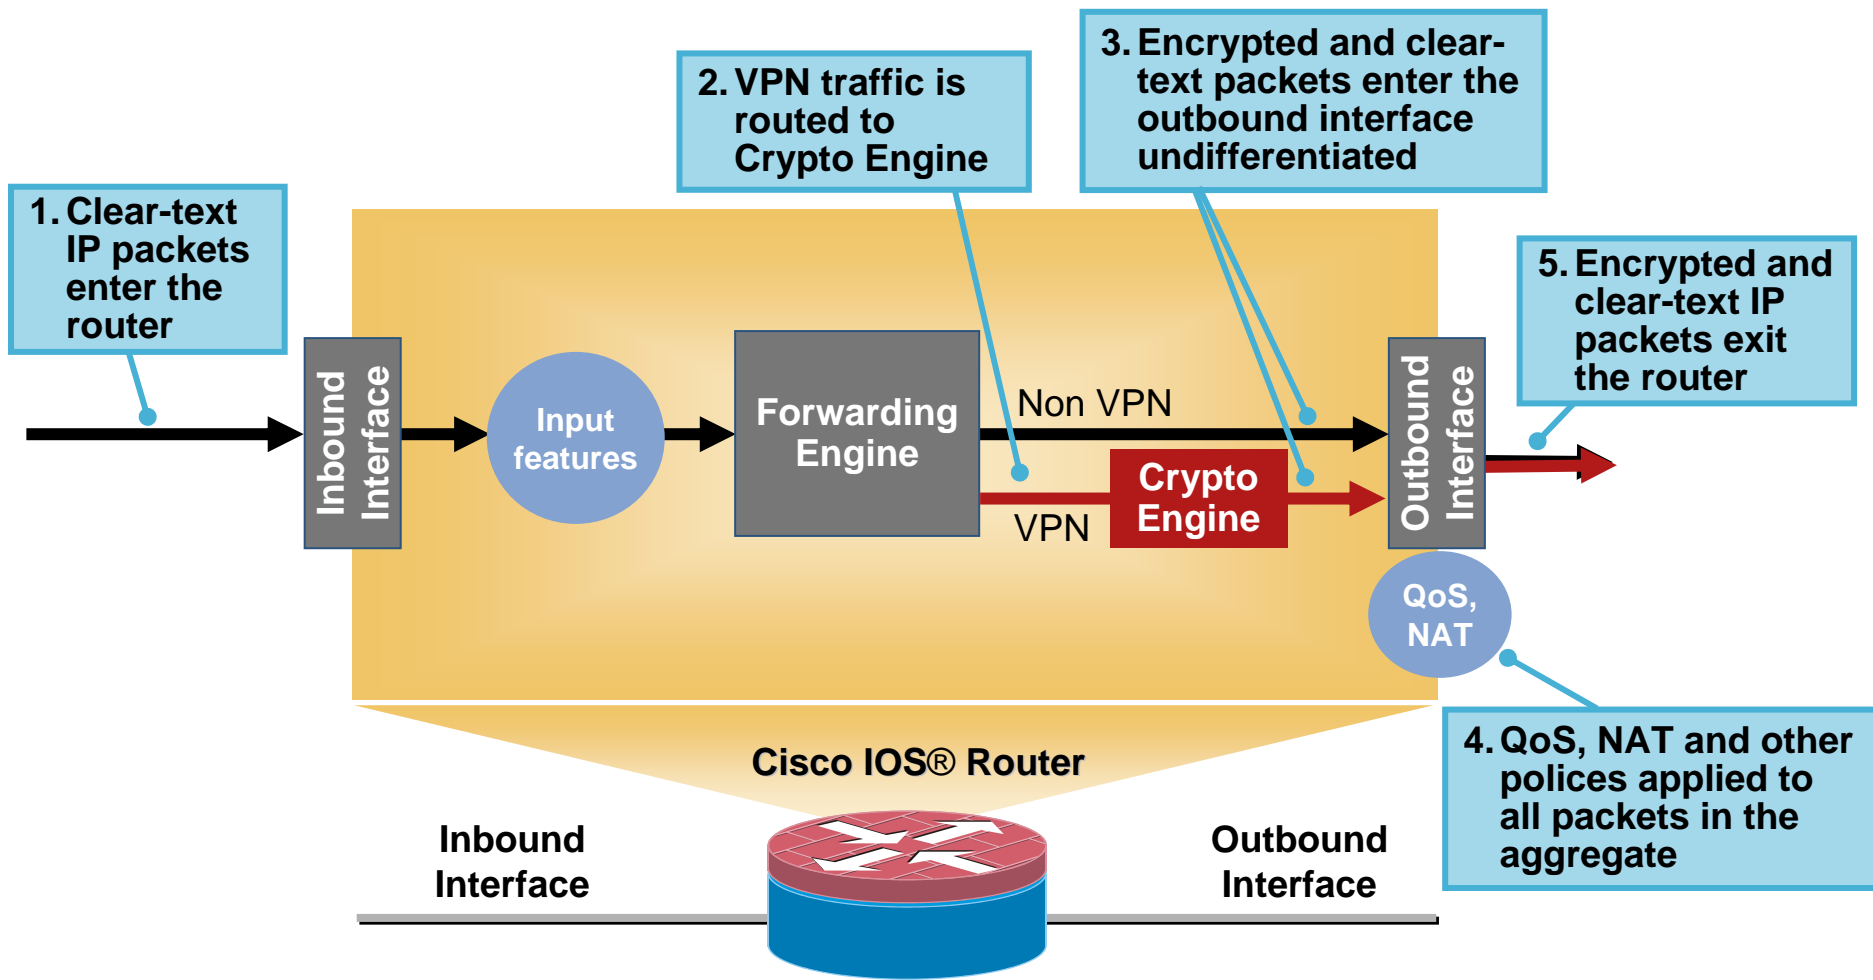 1. Clear-text
IP packets
enter the
router
2. VPN traffic is
routed to
Crypto Engine
3. Encrypted and clear-
text packets enter the
outbound interface
undifferentiated
5. Encrypted and
clear-text IP
packets exit
the router
Inbound
Interface
Input
features
Forwarding
Engine
Non VPN
VPN
Crypto
Engine
Outbound
Interface
QoS,
NAT
4. QoS, NAT and other
polices applied to
all packets in the
aggregate
Cisco IOS® Router
Inbound
Interface
Outbound
Interface